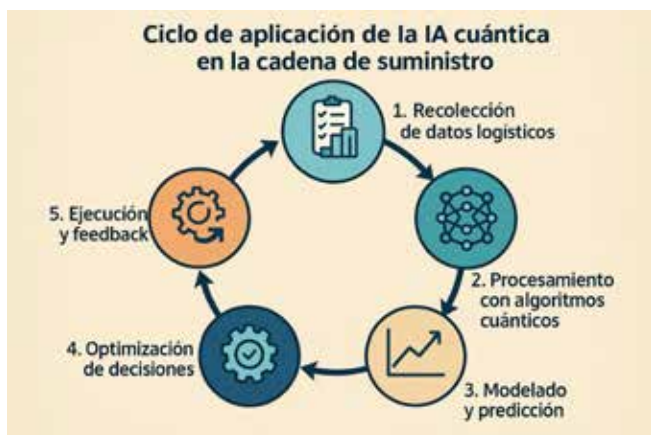 Ciclo de aplicación de la IA cuántica
en la cadena de suministro
1. Recolección
de datos logísticos
2. Procesamiento
con algoritmos
cuánticos
3. Modelado
y predicción
4. Optimización
de decisiones
5. Ejecución
y feedback